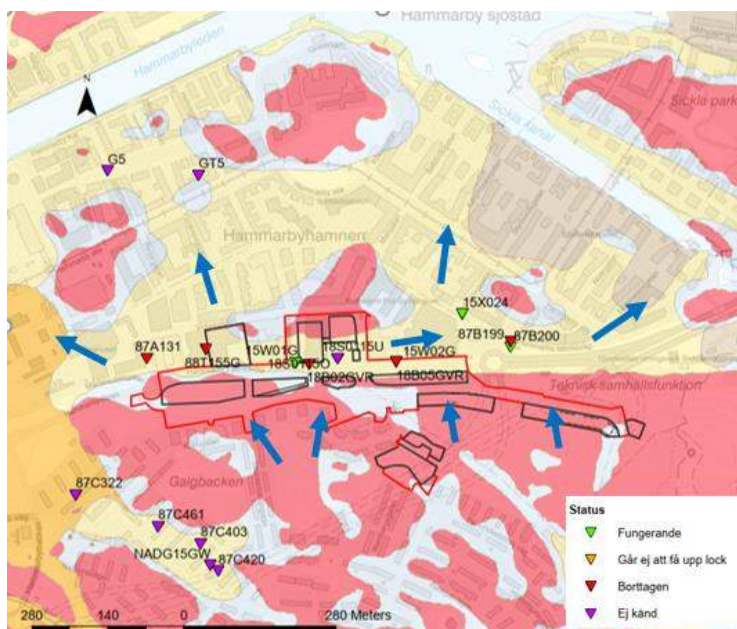 Hammarby sjöstad
Hammarbyleden
Sickla kanal
Sickla park
N
G5
GT5
Hammarbyhamnen
15X024
87B199
87B200
87A131
88T155G
15W01G
18S0115U
15W02G
18B02GVR
18B05GVR
Teknisk samhällsfunktion
Galgbacken
87C322
87C461
87C403
NADG15GW
87C420
280
140
0
280 Meters
Status
Fungerande
Går ej att få upp lock
Borttagen
Ej känd